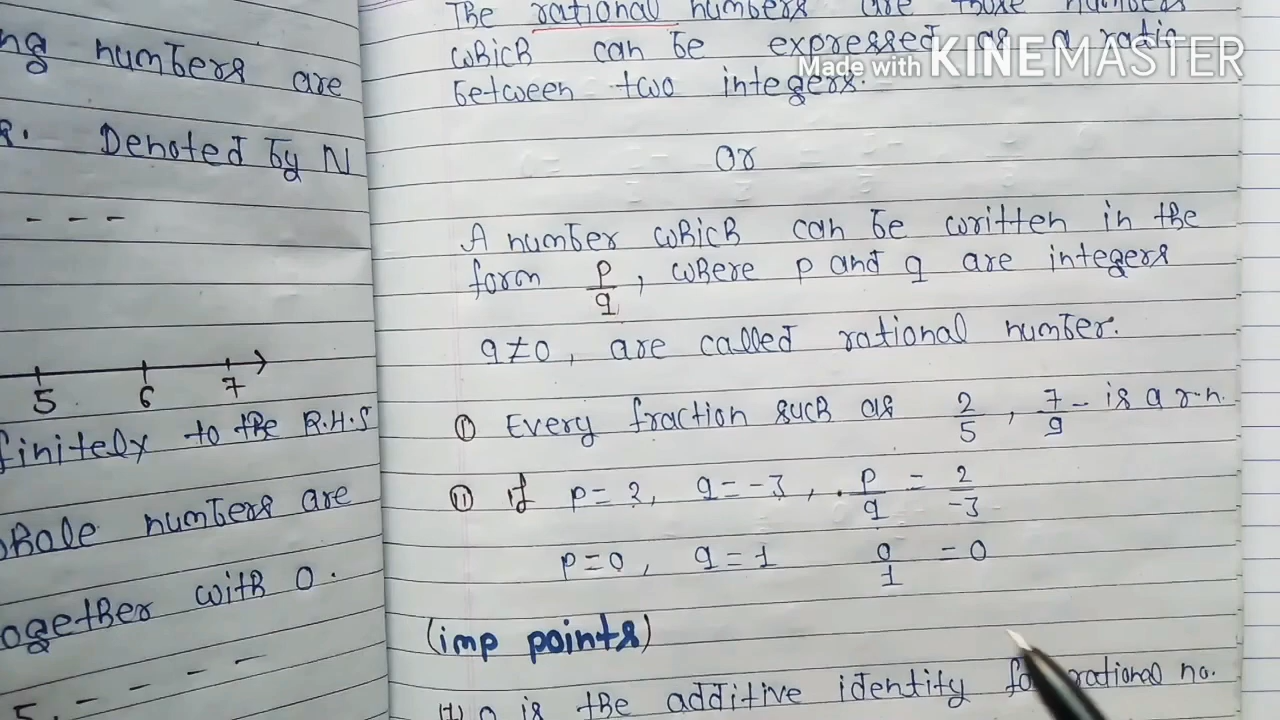 ng numbers are
Denoted by N
- - -
5 6 7
finitely to the R.H.S
hole numbers are
ogether with 0.
5. - - - -
The rational numbers are those numbers
which can be expressed as a ratio
between two integers.
Or
A number which can be written in the
form p/q, where p and q are integers
q≠0, are called rational number.
(i) Every fraction such as 2/5, 7/9 - is a r.n.
(ii) if p=2, q=-3, p/q = 2/-3
p=0, q=1 0/1 =0
(imp points)
0 is the additive identity for rational no.
Made with KINEMASTER